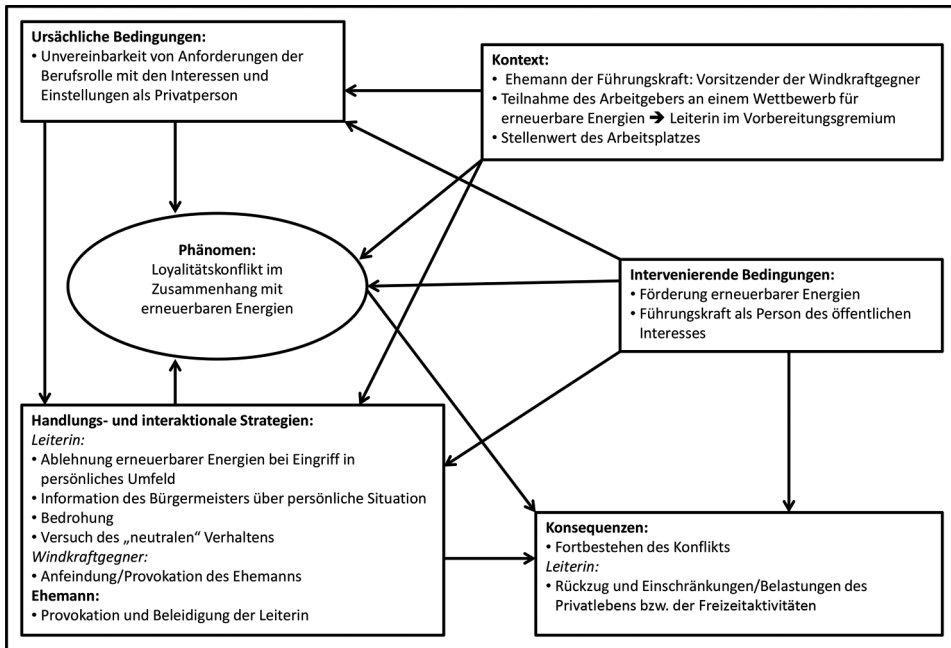 Ursächliche Bedingungen:
• Unvereinbarkeit von Anforderungen der
Berufsrolle mit den Interessen und
Einstellungen als Privatperson
Kontext:
• Ehemann der Führungskraft: Vorsitzender der Windkraftgegner
• Teilnahme des Arbeitgebers an einem Wettbewerb für
erneuerbare Energien ➔ Leiterin im Vorbereitungsgremium
• Stellenwert des Arbeitsplatzes
Phänomen:
Loyalitätskonflikt im
Zusammenhang mit
erneuerbaren Energien
Intervenierende Bedingungen:
• Förderung erneuerbarer Energien
• Führungskraft als Person des öffentlichen
Interesses
Handlungs- und interaktionale Strategien:
Leiterin:
• Ablehnung erneuerbarer Energien bei Eingriff in
persönliches Umfeld
• Information des Bürgermeisters über persönliche Situation
• Bedrohung
• Versuch des „neutralen“ Verhaltens
Windkraftgegner:
• Anfeindung/Provokation des Ehemanns
Ehemann:
• Provokation und Beleidigung der Leiterin
Konsequenzen:
• Fortbestehen des Konflikts
Leiterin:
• Rückzug und Einschränkungen/Belastungen des
Privatlebens bzw. der Freizeitaktivitäten